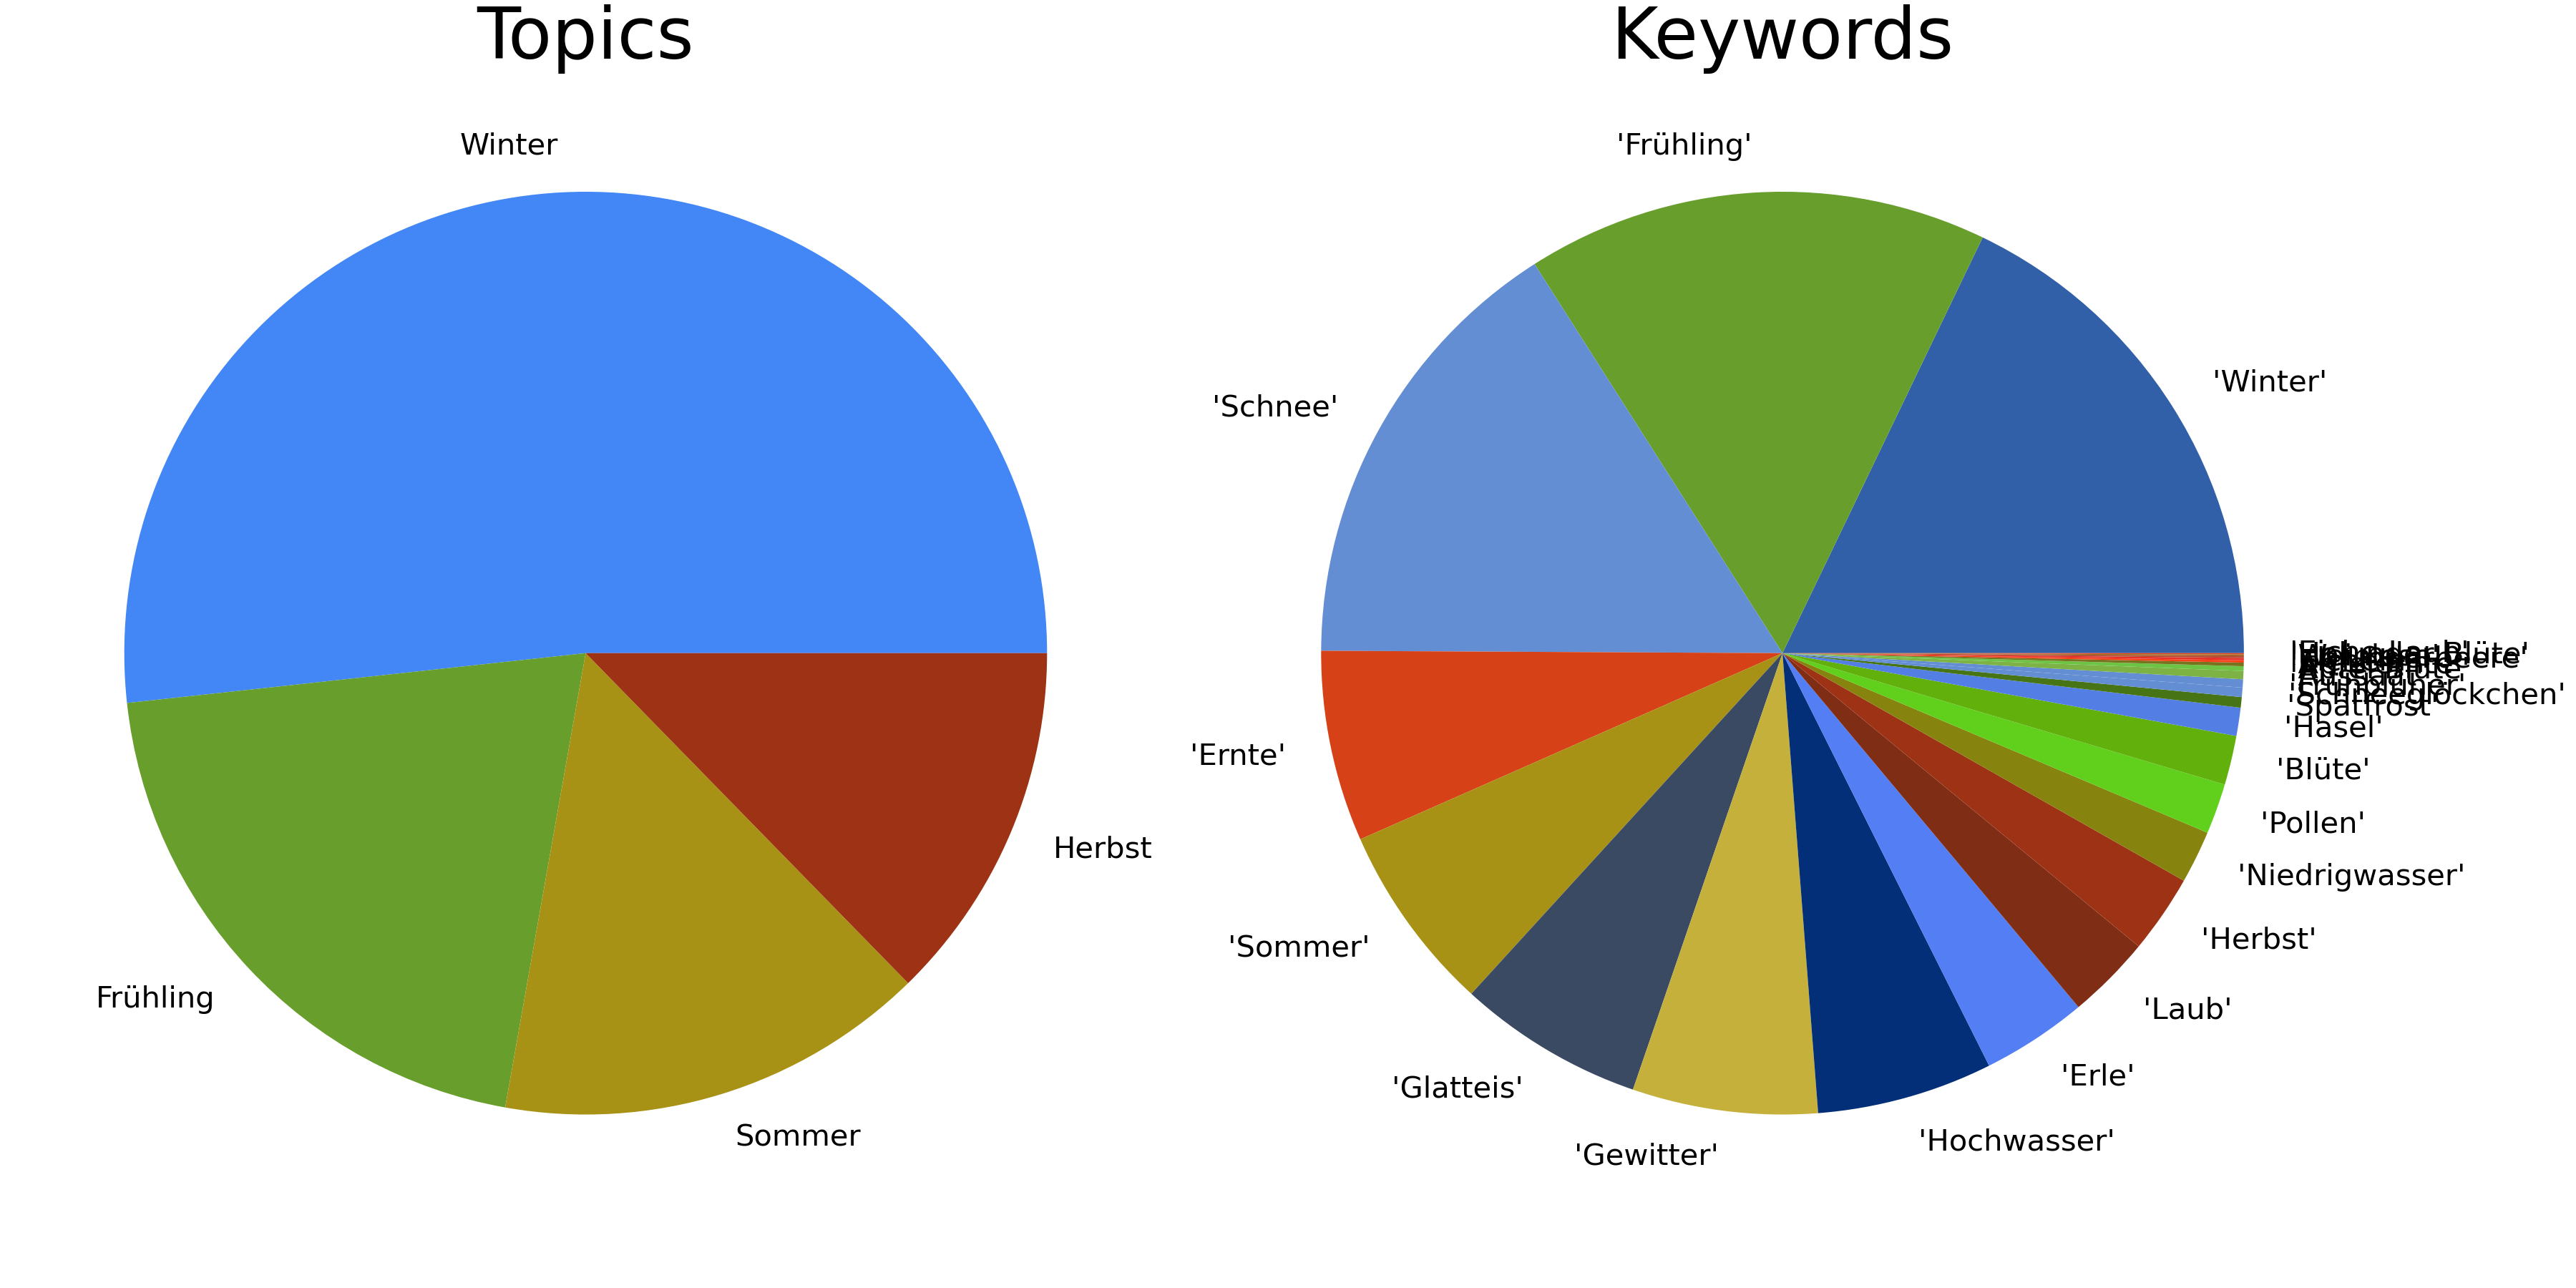 Topics
Keywords
Winter
Frühling
Sommer
Herbst
'Winter'
'Frühling'
'Schnee'
'Ernte'
'Sommer'
'Glatteis'
'Gewitter'
'Hochwasser'
'Erle'
'Laub'
'Herbst'
'Niedrigwasser'
'Pollen'
'Blüte'
'Hasel'
'Spätfrost'
'Schneeglöckchen'